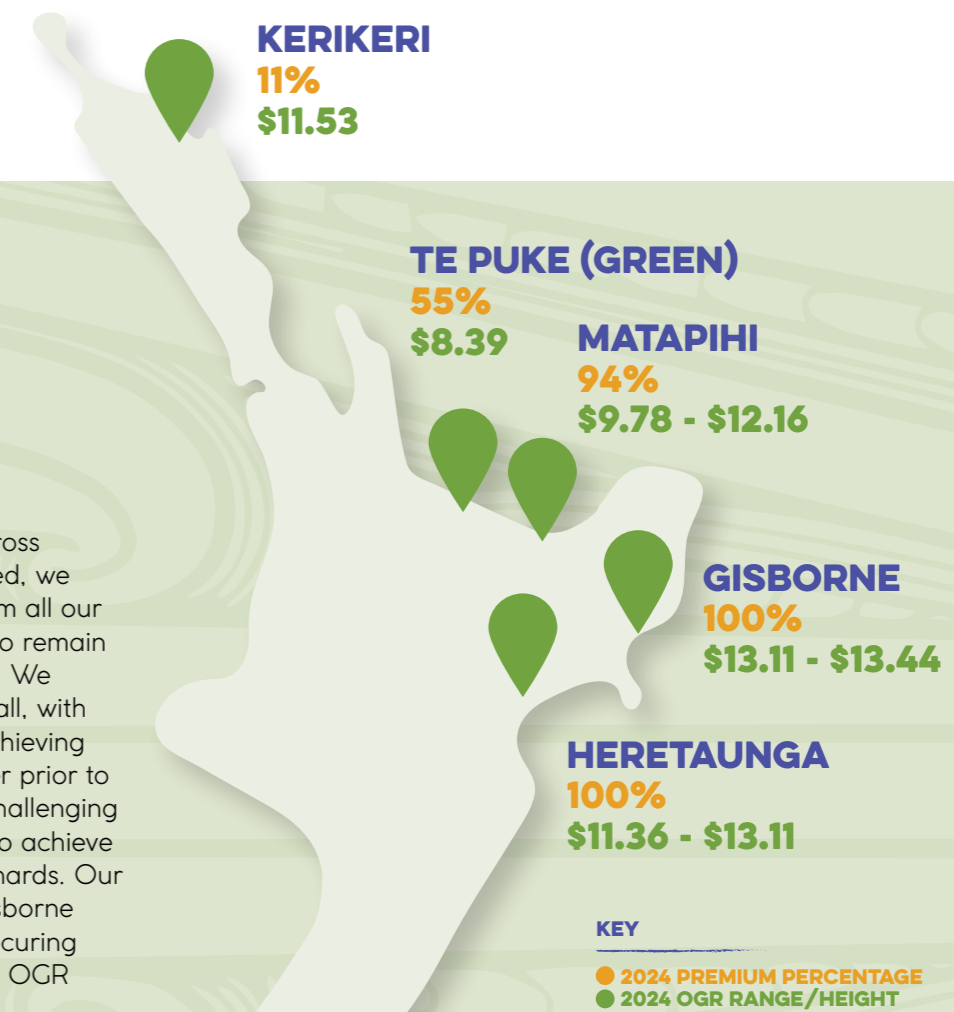 KERIKERI
11%
$11.53
TE PUKE (GREEN)
55%
$8.39
MATAPIHI
94%
$9.78 - $12.16
GISBORNE
100%
$13.11 - $13.44
HERETAUNGA
100%
$11.36 - $13.11
KEY
2024 PREMIUM PERCENTAGE
2024 OGR RANGE/HEIGHT
ross
ed, we
m all our
o remain
. We
all, with
hieving
r prior to
hallenging
o achieve
hards. Our
sborne
curing
OGR